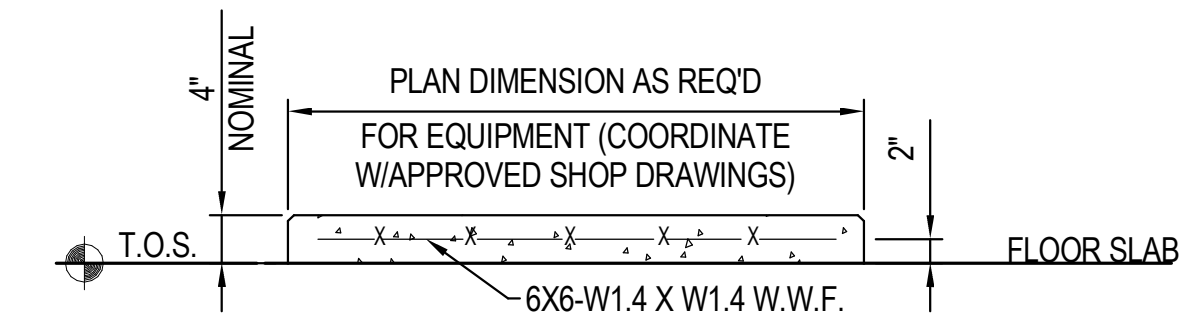 4"
NOMINAL
PLAN DIMENSION AS REQ'D
FOR EQUIPMENT (COORDINATE
W/APPROVED SHOP DRAWINGS)
2"
T.O.S.
X X X X X
FLOOR SLAB
6X6-W1.4 X W1.4 W.W.F.